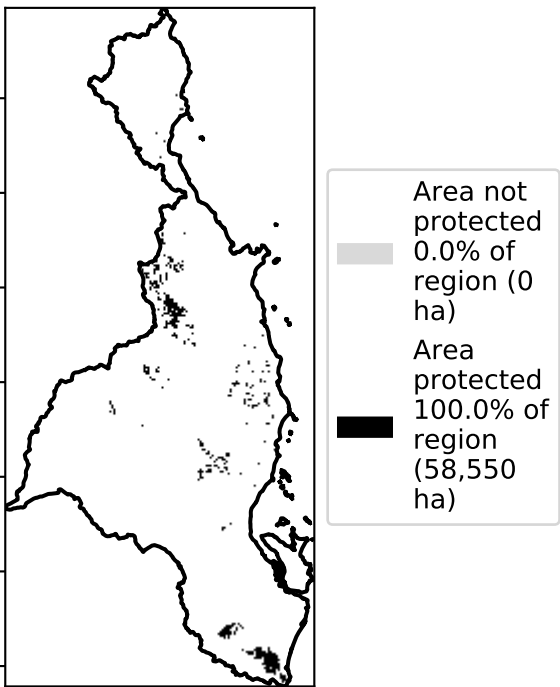 Area not
protected
0.0% of
region (0
ha)
Area
protected
100.0% of
region
(58,550
ha)